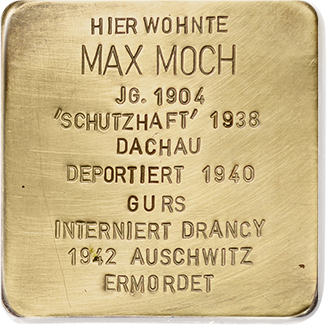 HIER WOHNTE
MAX MOCH
JG. 1904
'SCHUTZHAFT' 1938
DACHAU
DEPORTIERT 1940
GURS
INTERNIERT DRANCY
1942 AUSCHWITZ
ERMORDET